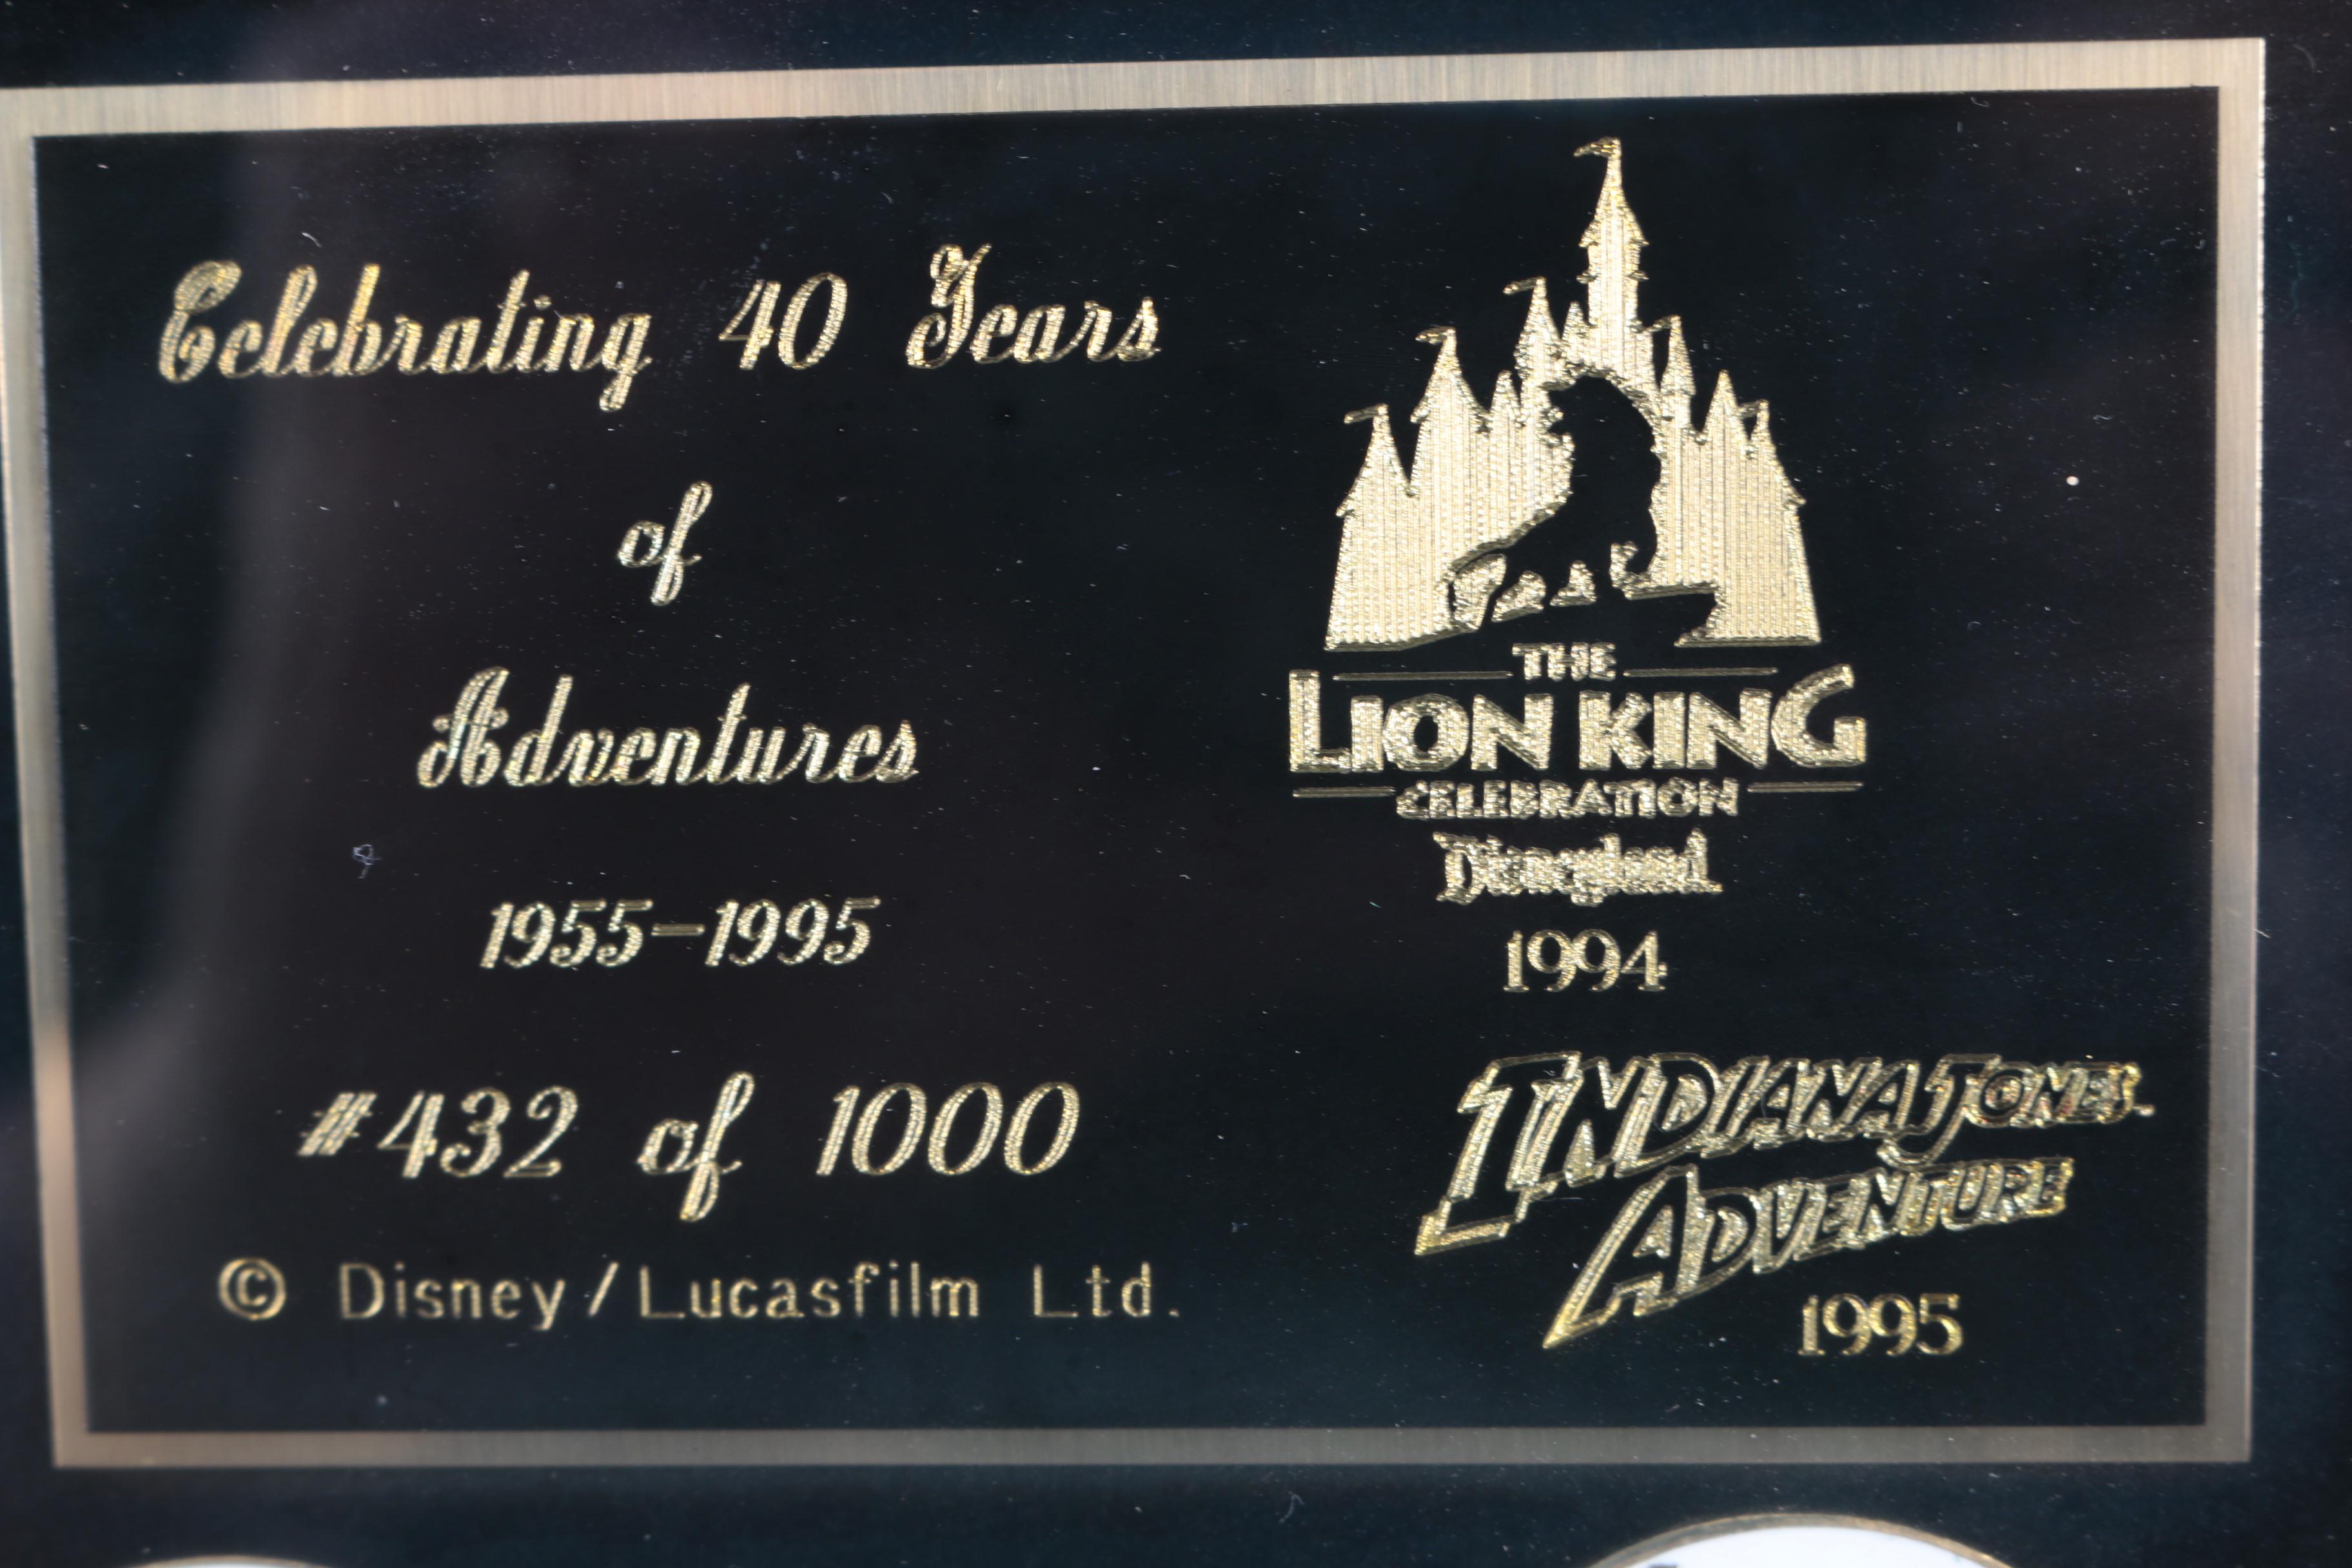 Celebrating 40 Years
of
Adventures
1955-1995
#432 of 1000
© Disney/Lucasfilm Ltd.
THE
LION KING
CELEBRATION
Disneyland
1994
INDIANA JONES
ADVENTURE
1995